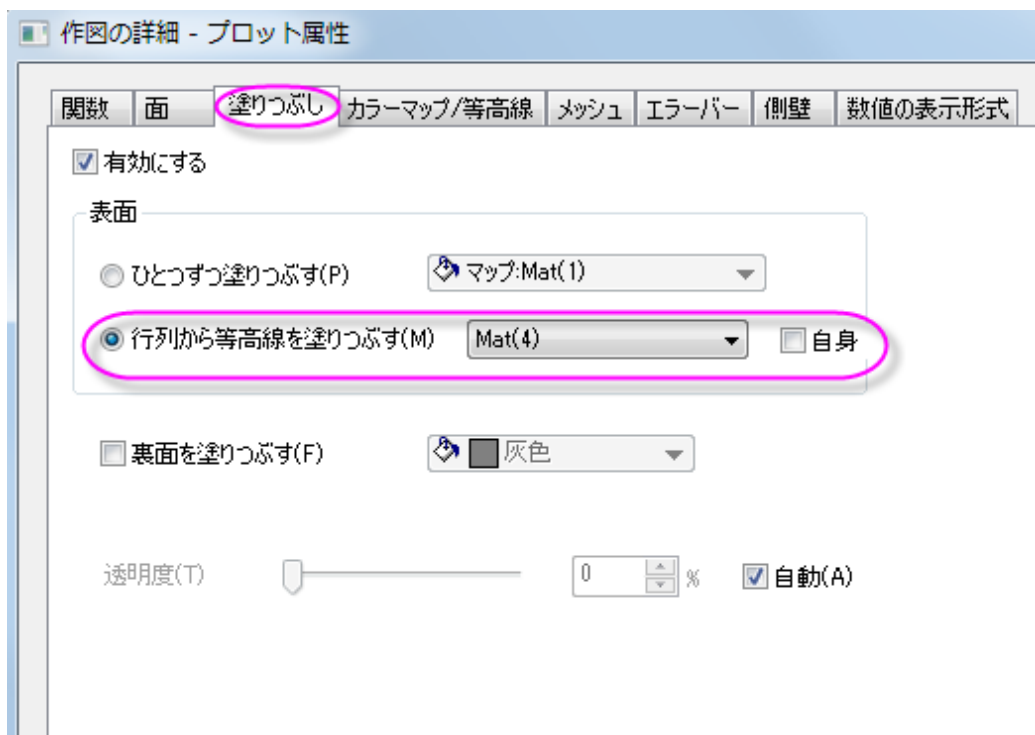 作図の詳細 - プロット属性
関数 面 塗りつぶし カラーマップ/等高線 メッシュ エラーバー 側壁 数値の表示形式
有効にする
表面
ひとつずつ塗りつぶす(P) マップ:Mat(1)
行列から等高線を塗りつぶす(M) Mat(4) 自身
裏面を塗りつぶす(F) 灰色
透明度(T) 0 % 自動(A)